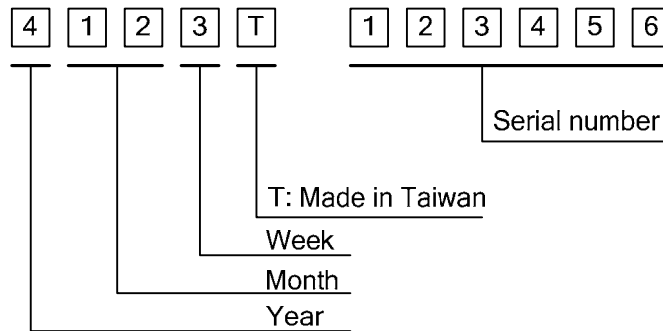 4 1 2 3 T 1 2 3 4 5 6
Serial number
T: Made in Taiwan
Week
Month
Year